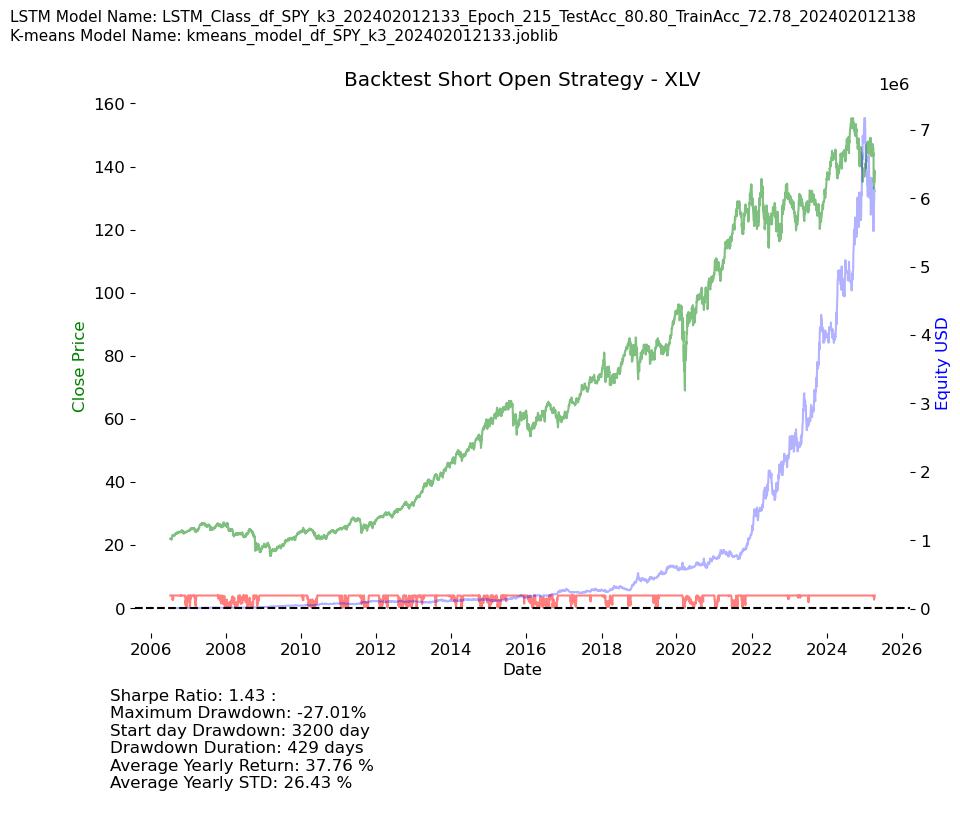 LSTM Model Name: LSTM_Class_df_SPY_k3_202402012133_Epoch_215_TestAcc_80.80_TrainAcc_72.78_202402012138
K-means Model Name: kmeans_model_df_SPY_k3_202402012133.joblib
Backtest Short Open Strategy - XLV
1e6
160
140
120
100
80
60
40
20
0
Close Price
7
6
5
4
3
2
1
0
Equity USD
2006 2008 2010 2012 2014 2016 2018 2020 2022 2024 2026
Date
Sharpe Ratio: 1.43 :
Maximum Drawdown: -27.01%
Start day Drawdown: 3200 day
Drawdown Duration: 429 days
Average Yearly Return: 37.76 %
Average Yearly STD: 26.43 %